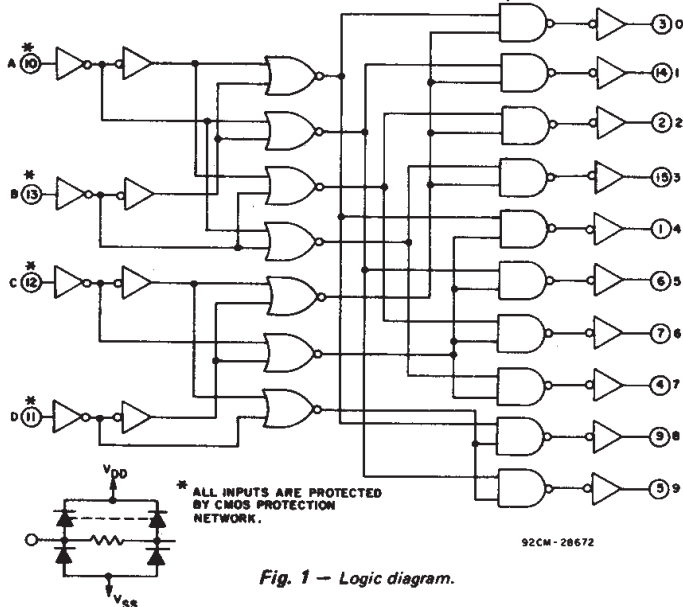 * A 10
* B 13
* C 12
* D 11
3 0
14 1
2 2
15 3
1 4
6 5
7 6
4 7
9 8
5 9
VDD
VSS
* ALL INPUTS ARE PROTECTED
BY CMOS PROTECTION
NETWORK.
92CM-28672
Fig. 1 — Logic diagram.